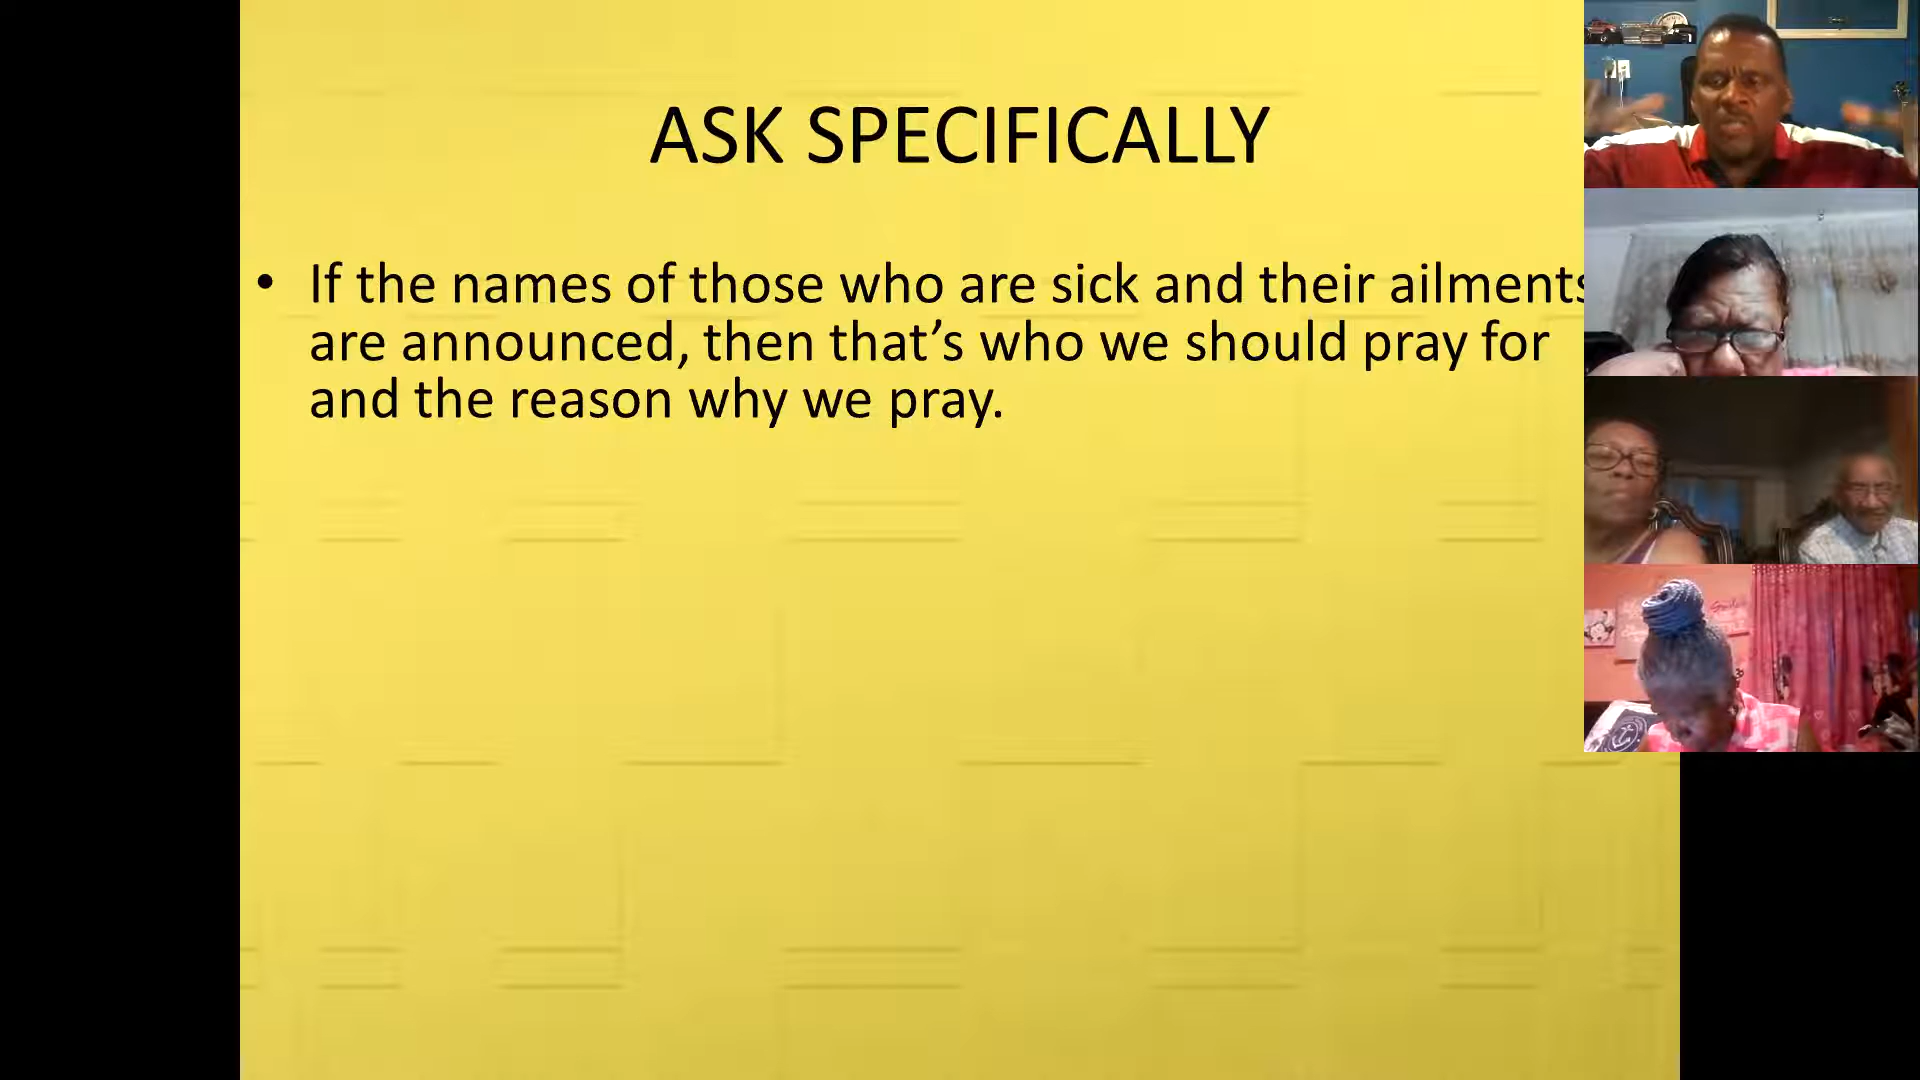 ASK SPECIFICALLY
• If the names of those who are sick and their ailments
are announced, then that’s who we should pray for
and the reason why we pray.